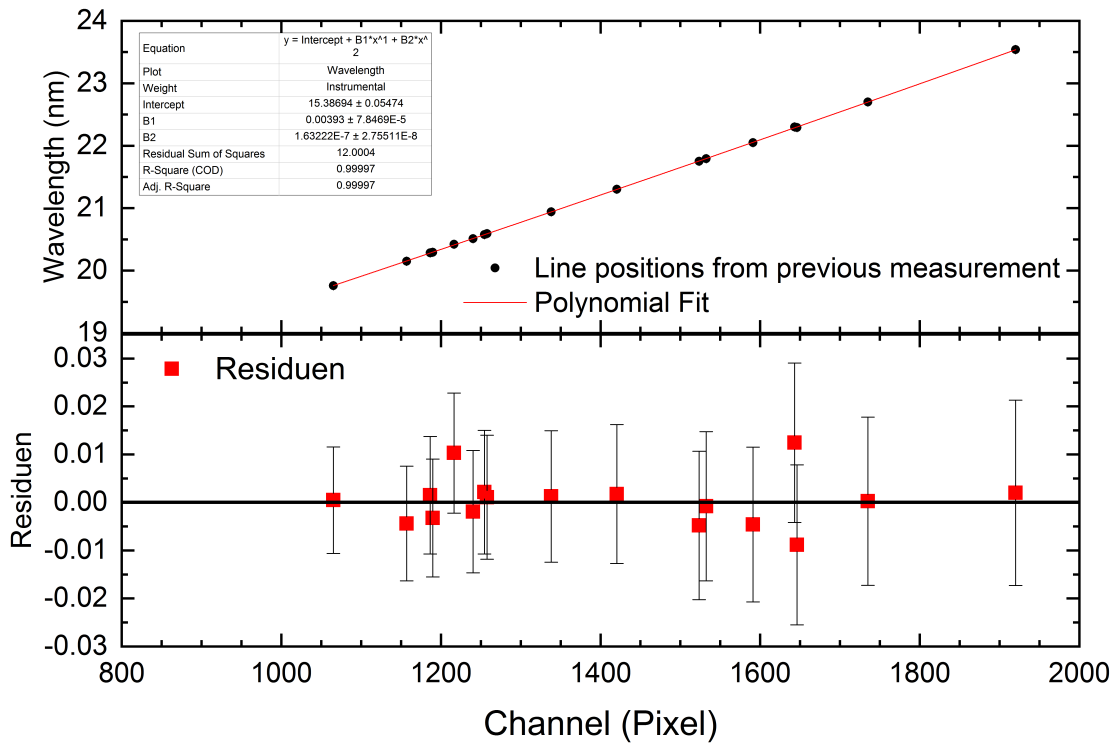 24
23
22
21
20
19
Wavelength (nm)
Equation y = Intercept + B1*x^1 + B2*x^
2
Plot Wavelength
Weight Instrumental
Intercept 15.38694 ± 0.05474
B1 0.00393 ± 7.8469E-5
B2 1.63222E-7 ± 2.75511E-8
Residual Sum of Squares 12.0004
R-Square (COD) 0.99997
Adj. R-Square 0.99997
Line positions from previous measurement
Polynomial Fit
0.03
0.02
0.01
0.00
-0.01
-0.02
-0.03
Residuen
Residuen
800 1000 1200 1400 1600 1800 2000
Channel (Pixel)